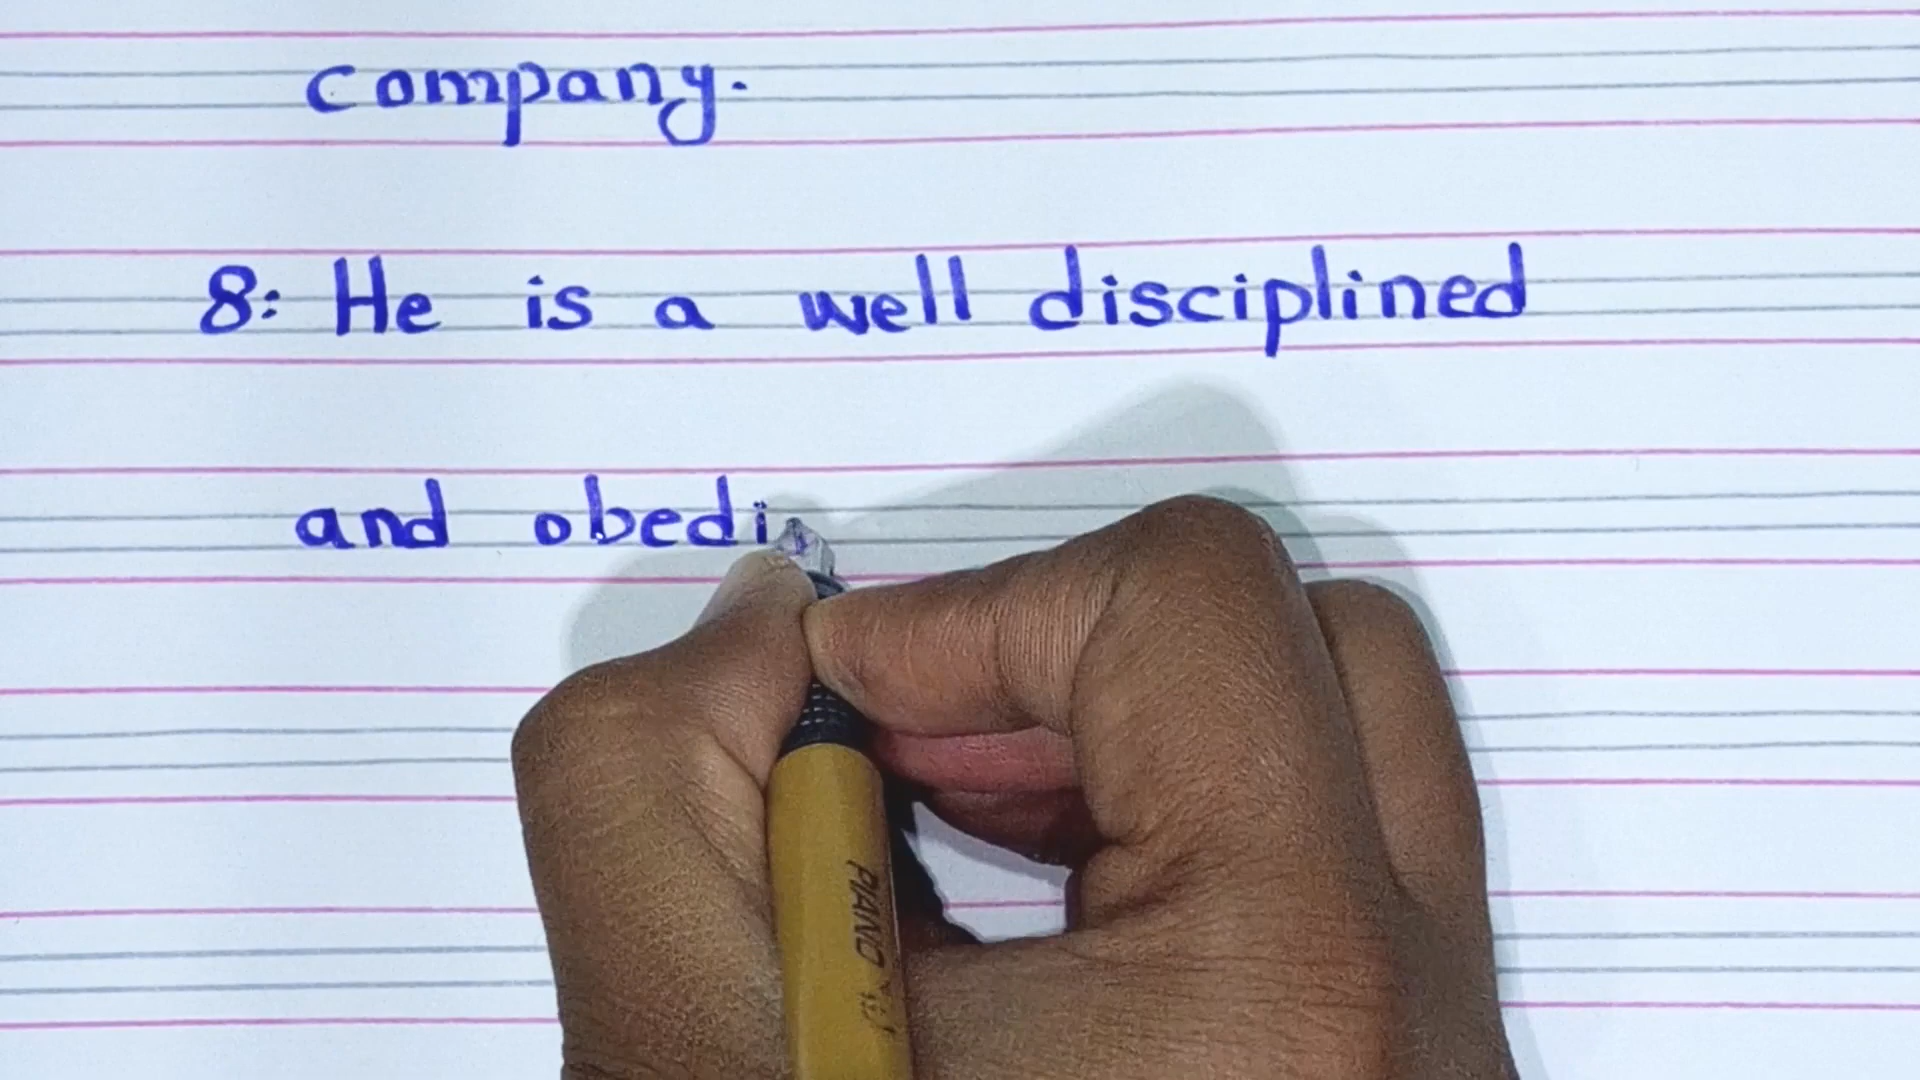 company.
8: He is a well disciplined
and obedi
PIANO